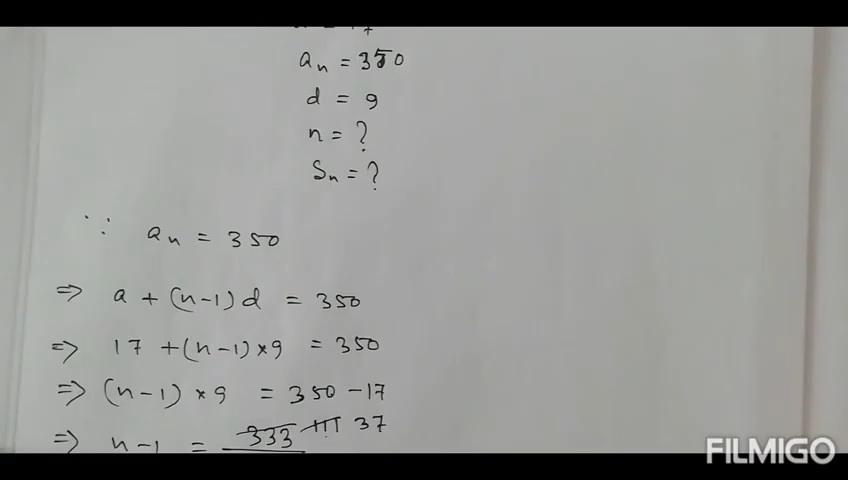 aₙ = 350
d = 9
n = ?
Sₙ = ?
∵ aₙ = 350
⇒ a + (n-1) d = 350
⇒ 17 + (n-1) × 9 = 350
⇒ (n-1) × 9 = 350 - 17
⇒ n-1 = 333 111 37
FILMIGO